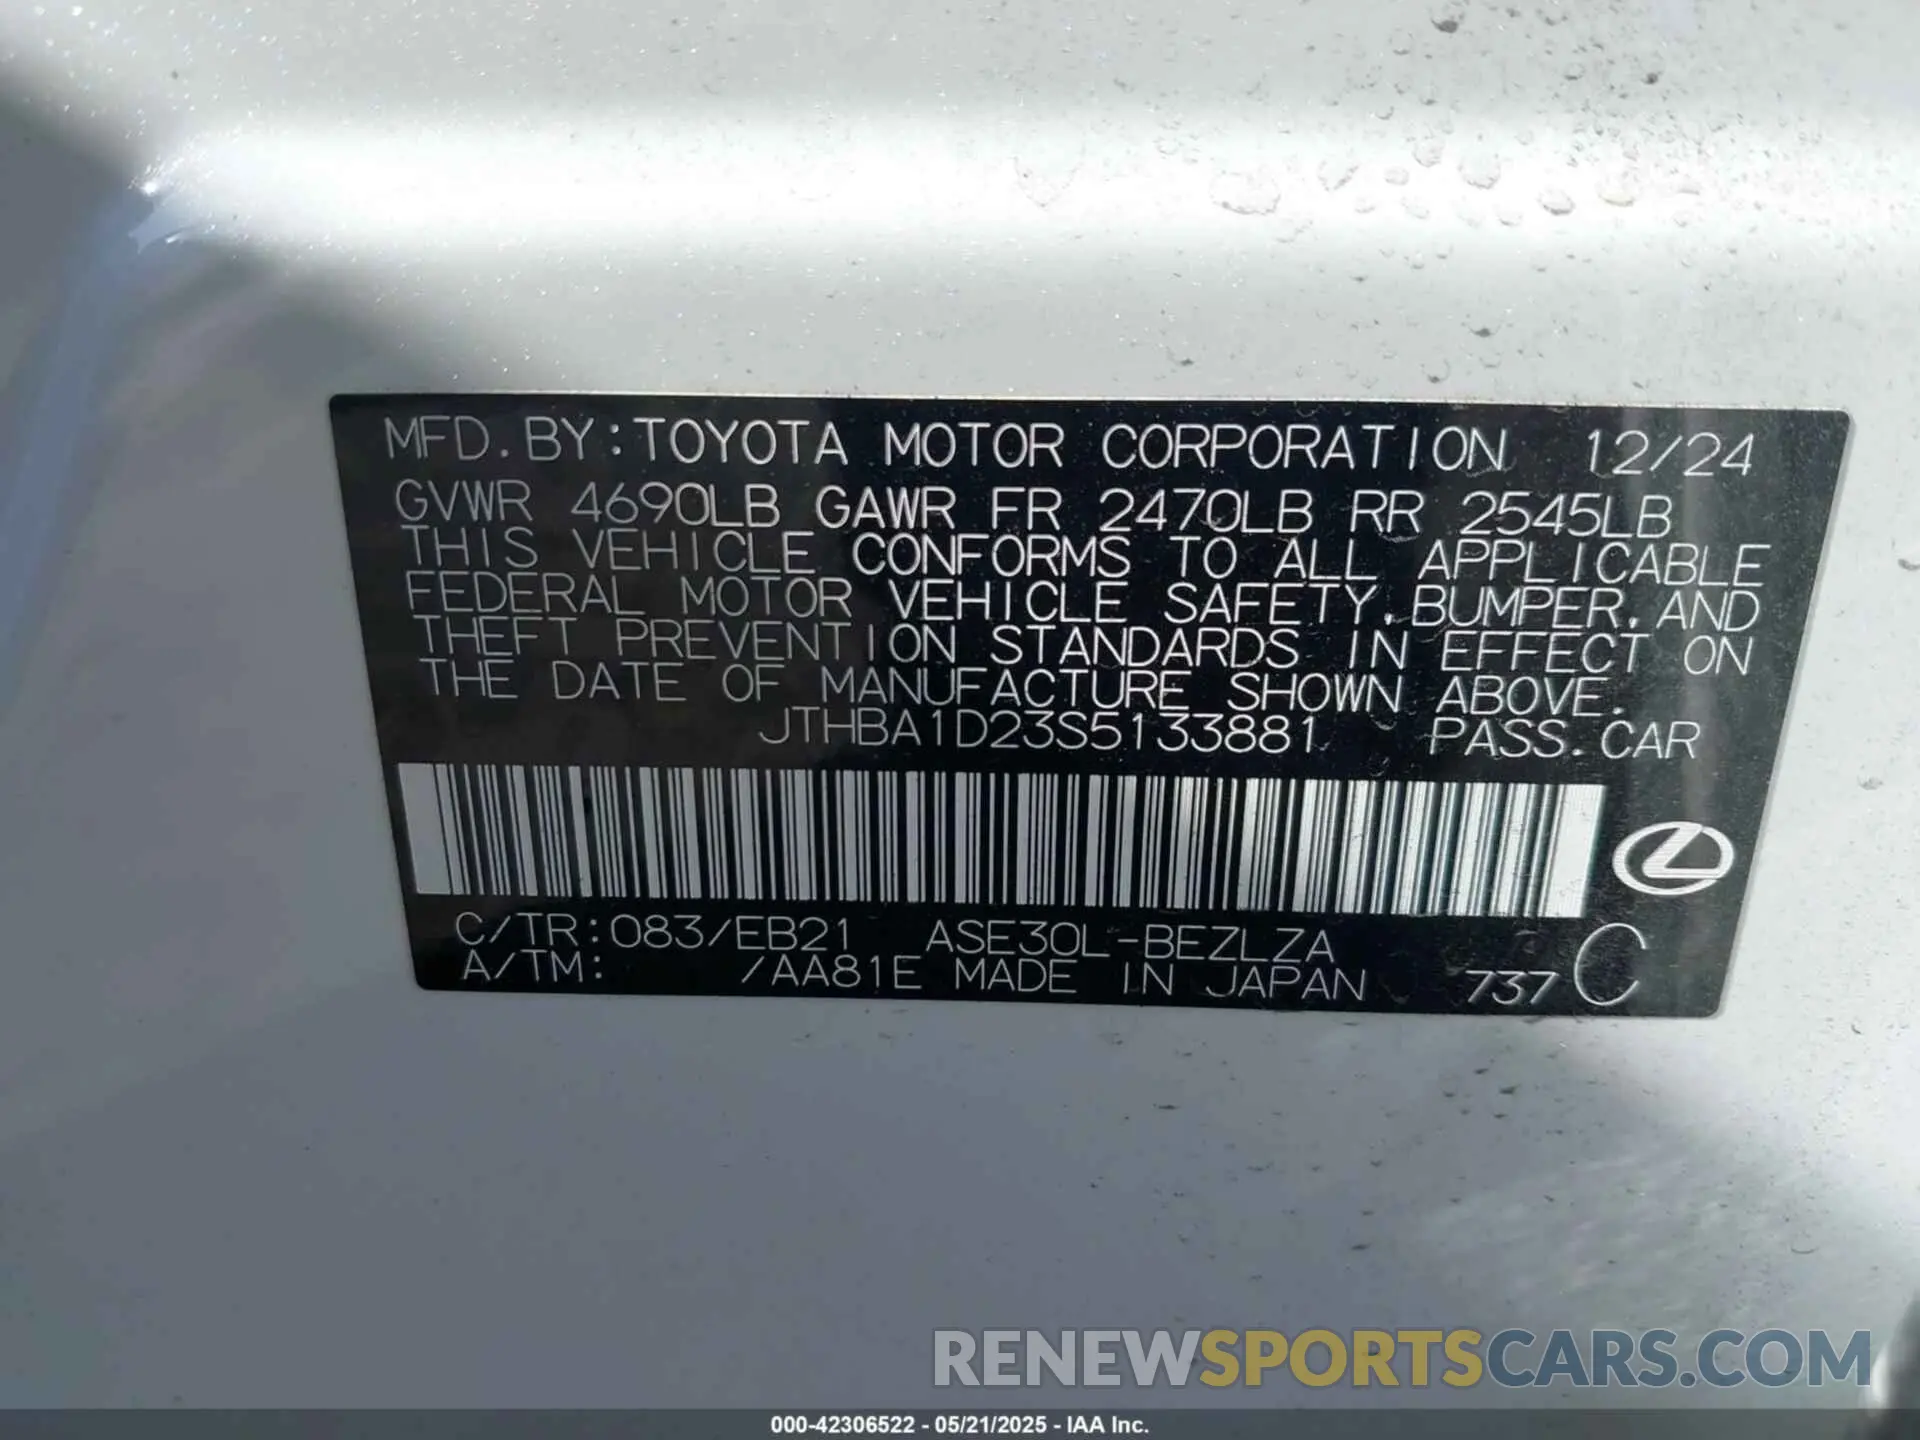 MFD. BY:TOYOTA MOTOR CORPORATION 12/24
GVWR 4690LB GAWR FR 2470LB RR 2545LB
THIS VEHICLE CONFORMS TO ALL APPLICABLE
FEDERAL MOTOR VEHICLE SAFETY,BUMPER,AND
THEFT PREVENTION STANDARDS IN EFFECT ON
THE DATE OF MANUFACTURE SHOWN ABOVE.
JTHBA1D23S5133881 PASS.CAR
C/TR:083/EB21 ASE30L-BEZLZA
A/TM: /AA81E MADE IN JAPAN 737 C
RENEWSPORTSCARS.COM
000-42306522 - 05/21/2025 - IAA Inc.